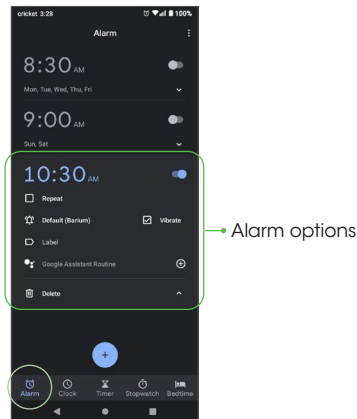 cricket 3:28 100%
Alarm
8:30 AM
Mon, Tue, Wed, Thu, Fri
9:00 AM
Sun, Sat
10:30 AM
Repeat
Default (Barium) Vibrate
Label
Google Assistant Routine
Delete
Alarm options
Alarm Clock Timer Stopwatch Bedtime